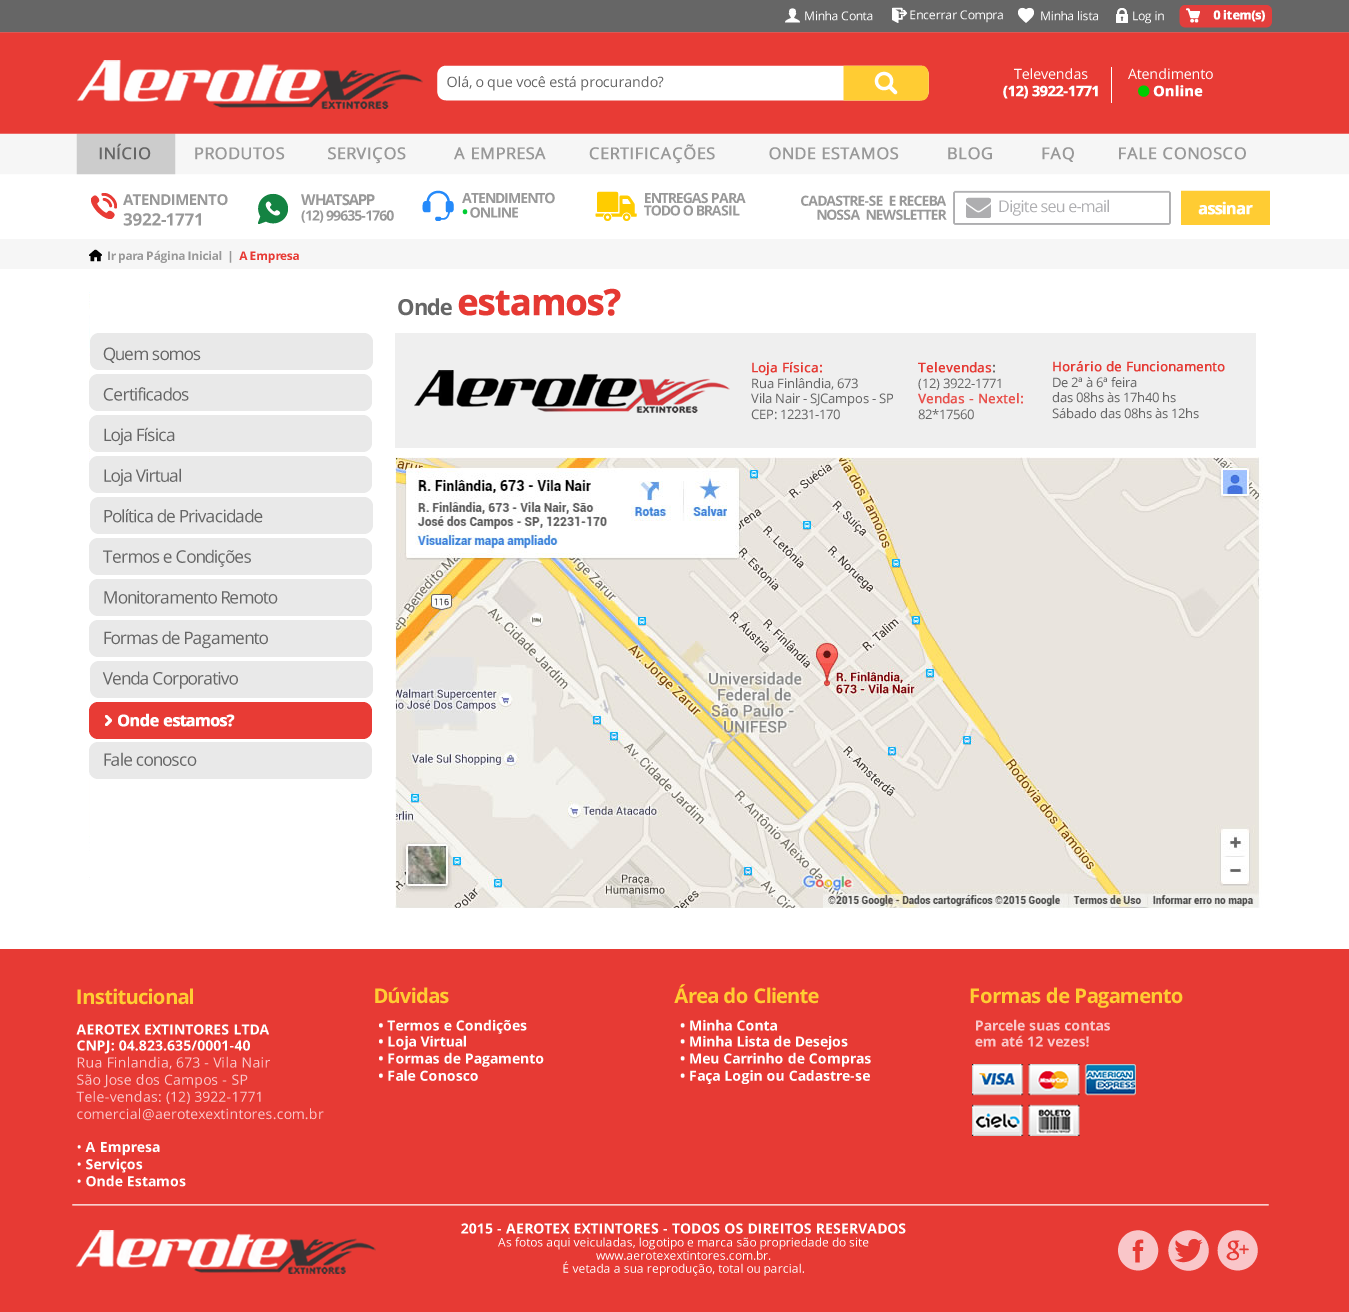 Minha Conta
Encerrar Compra
Minha lista
Log in
0 item(s)
Aerotex
EXTINTORES
Olá, o que você está procurando?
Televendas
(12) 3922-1771
Atendimento
Online
INÍCIO
PRODUTOS
SERVIÇOS
A EMPRESA
CERTIFICAÇÕES
ONDE ESTAMOS
BLOG
FAQ
FALE CONOSCO
ATENDIMENTO
3922-1771
WHATSAPP
(12) 99635-1760
ATENDIMENTO
• ONLINE
ENTREGAS PARA
TODO O BRASIL
CADASTRE-SE E RECEBA
NOSSA NEWSLETTER
Digite seu e-mail
assinar
Ir para Página Inicial | A Empresa
Onde estamos?
Quem somos
Certificados
Loja Física
Loja Virtual
Política de Privacidade
Termos e Condições
Monitoramento Remoto
Formas de Pagamento
Venda Corporativo
Onde estamos?
Fale conosco
Aerotex
EXTINTORES
Loja Física:
Rua Finlândia, 673
Vila Nair - SJCampos - SP
CEP: 12231-170
Televendas:
(12) 3922-1771
Vendas - Nextel:
82*17560
Horário de Funcionamento
De 2ª à 6ª feira
das 08hs às 17h40 hs
Sábado das 08hs às 12hs
R. Finlândia, 673 - Vila Nair
R. Finlândia, 673 - Vila Nair, São
José dos Campos - SP, 12231-170
Visualizar mapa ampliado
Rotas
Salvar
R. Suécia
R. Suíça
via dos Tamoios
R. Letônia
R. Noruega
R. Estonia
R. Áustria
R. Finlândia
R. Talim
ep. Benedito Ma
rge Zarur
116
Av. Cidade Jardim
Av. Jorge Zarur
Universidade
Federal de
São Paulo -
UNIFESP
R. Finlândia,
673 - Vila Nair
Walmart Supercenter
o José Dos Campos
Vale Sul Shopping
Av. Cidade Jardim
R. Amsterdã
Rodovia dos Tamoios
R. Antônio Aleixo da
Tenda Atacado
erlin
Praça
Humanismo
Polar
Av. Ci
Google
©2015 Google - Dados cartográficos ©2015 Google
Termos de Uso
Informar erro no mapa
Institucional
AEROTEX EXTINTORES LTDA
CNPJ: 04.823.635/0001-40
Rua Finlandia, 673 - Vila Nair
São Jose dos Campos - SP
Tele-vendas: (12) 3922-1771
comercial@aerotexextintores.com.br
• A Empresa
• Serviços
• Onde Estamos
Dúvidas
• Termos e Condições
• Loja Virtual
• Formas de Pagamento
• Fale Conosco
Área do Cliente
• Minha Conta
• Minha Lista de Desejos
• Meu Carrinho de Compras
• Faça Login ou Cadastre-se
Formas de Pagamento
Parcele suas contas
em até 12 vezes!
VISA
MasterCard
AMERICAN
EXPRESS
cielo
BOLETO
Aerotex
EXTINTORES
2015 - AEROTEX EXTINTORES - TODOS OS DIREITOS RESERVADOS
As fotos aqui veiculadas, logotipo e marca são propriedade do site
www.aerotexextintores.com.br.
É vetada a sua reprodução, total ou parcial.